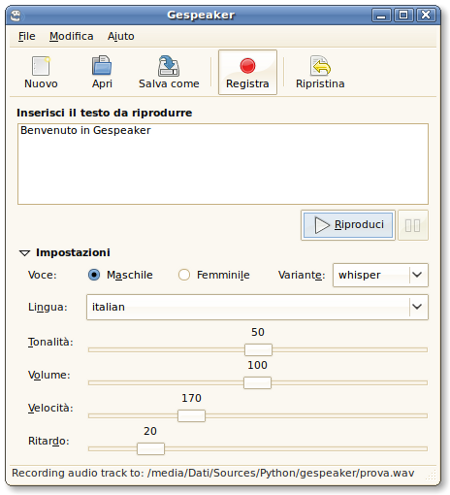 Gespeaker
File Modifica Aiuto
Nuovo Apri Salva come Registra Ripristina
Inserisci il testo da riprodurre
Benvenuto in Gespeaker
Riproduci
Impostazioni
Voce: Maschile Femminile Variante: whisper
Lingua: italian
50
Tonalità:
100
Volume:
170
Velocità:
20
Ritardo:
Recording audio track to: /media/Dati/Sources/Python/gespeaker/prova.wav